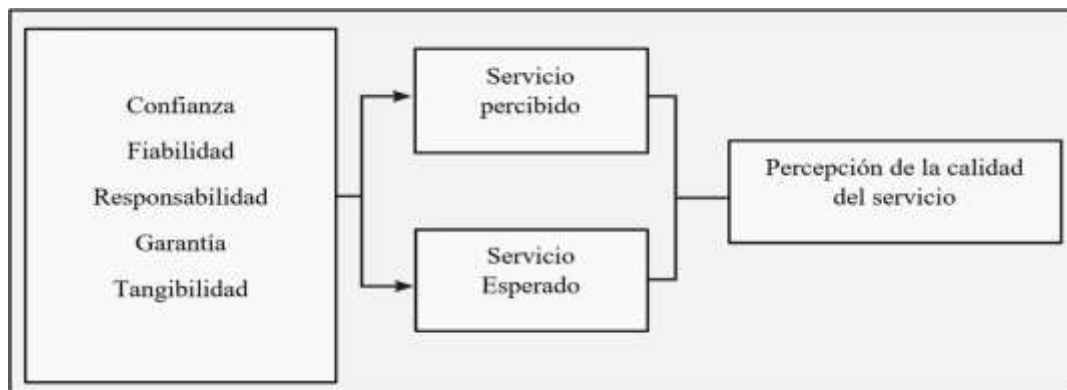 Confianza
Fiabilidad
Responsabilidad
Garantía
Tangibilidad
Servicio
percibido
Servicio
Esperado
Percepción de la calidad
del servicio